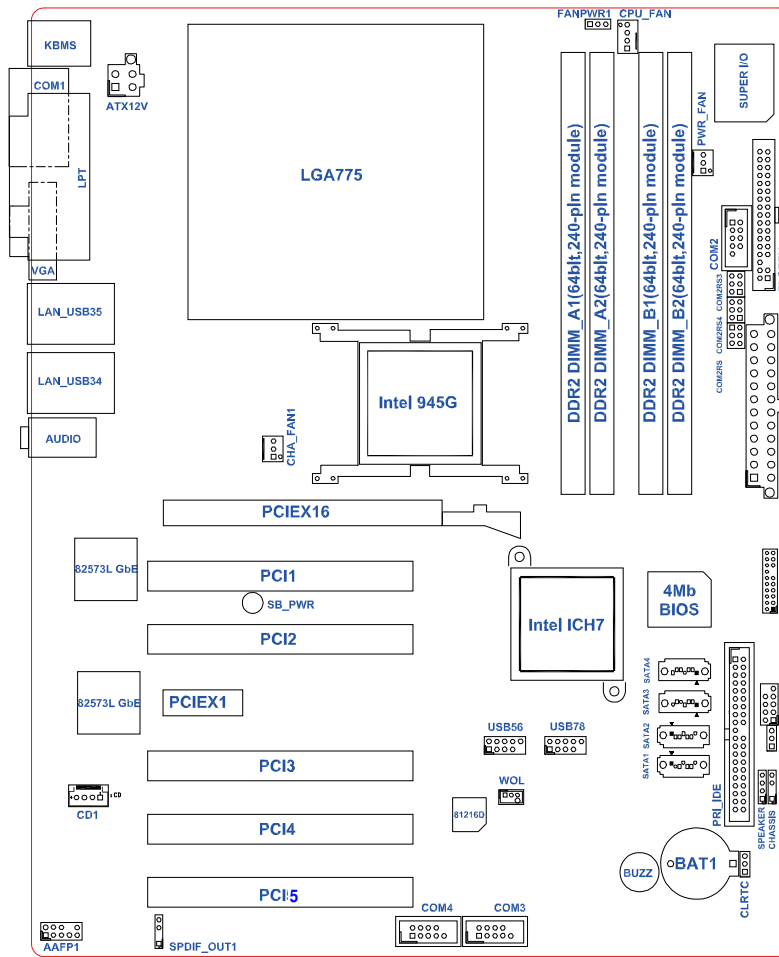 FANPWR1 CPU_FAN
KBMS
SUPER I/O
COM1
ATX12V
PWR_FAN
LPT
LGA775
DDR2 DIMM_A1(64bIt,240-pIn module)
DDR2 DIMM_A2(64bIt,240-pIn module)
DDR2 DIMM_B1(64bIt,240-pIn module)
DDR2 DIMM_B2(64bIt,240-pIn module)
COM2
VGA
COM2RS3
LAN_USB35
COM2RS4
COM2RS
LAN_USB34
Intel 945G
AUDIO
CHA_FAN1
PCIEX16
82573L GbE
PCI1
SB_PWR
4Mb
BIOS
Intel ICH7
PCI2
SATA4
SATA3
SATA2
SATA1
82573L GbE
PCIEX1
USB56
USB78
PCI3
WOL
CD
CD1
81216D
PRI_IDE
SPEAKER
CHASSIS
PCI4
BAT1
BUZZ
CLRTC
PCI5
COM4
COM3
AAFP1
SPDIF_OUT1